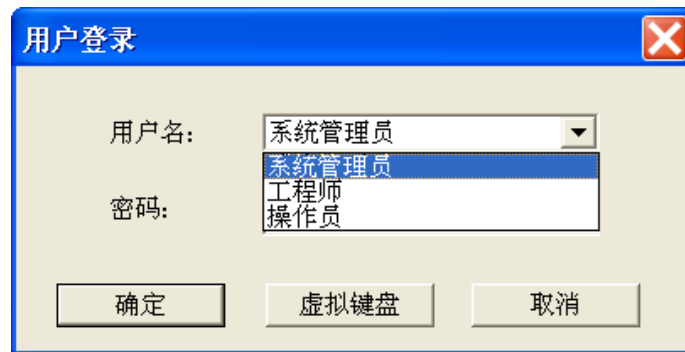 用户登录
用户名: 系统管理员
系统管理员
工程师
密码:
操作员
确定 虚拟键盘 取消